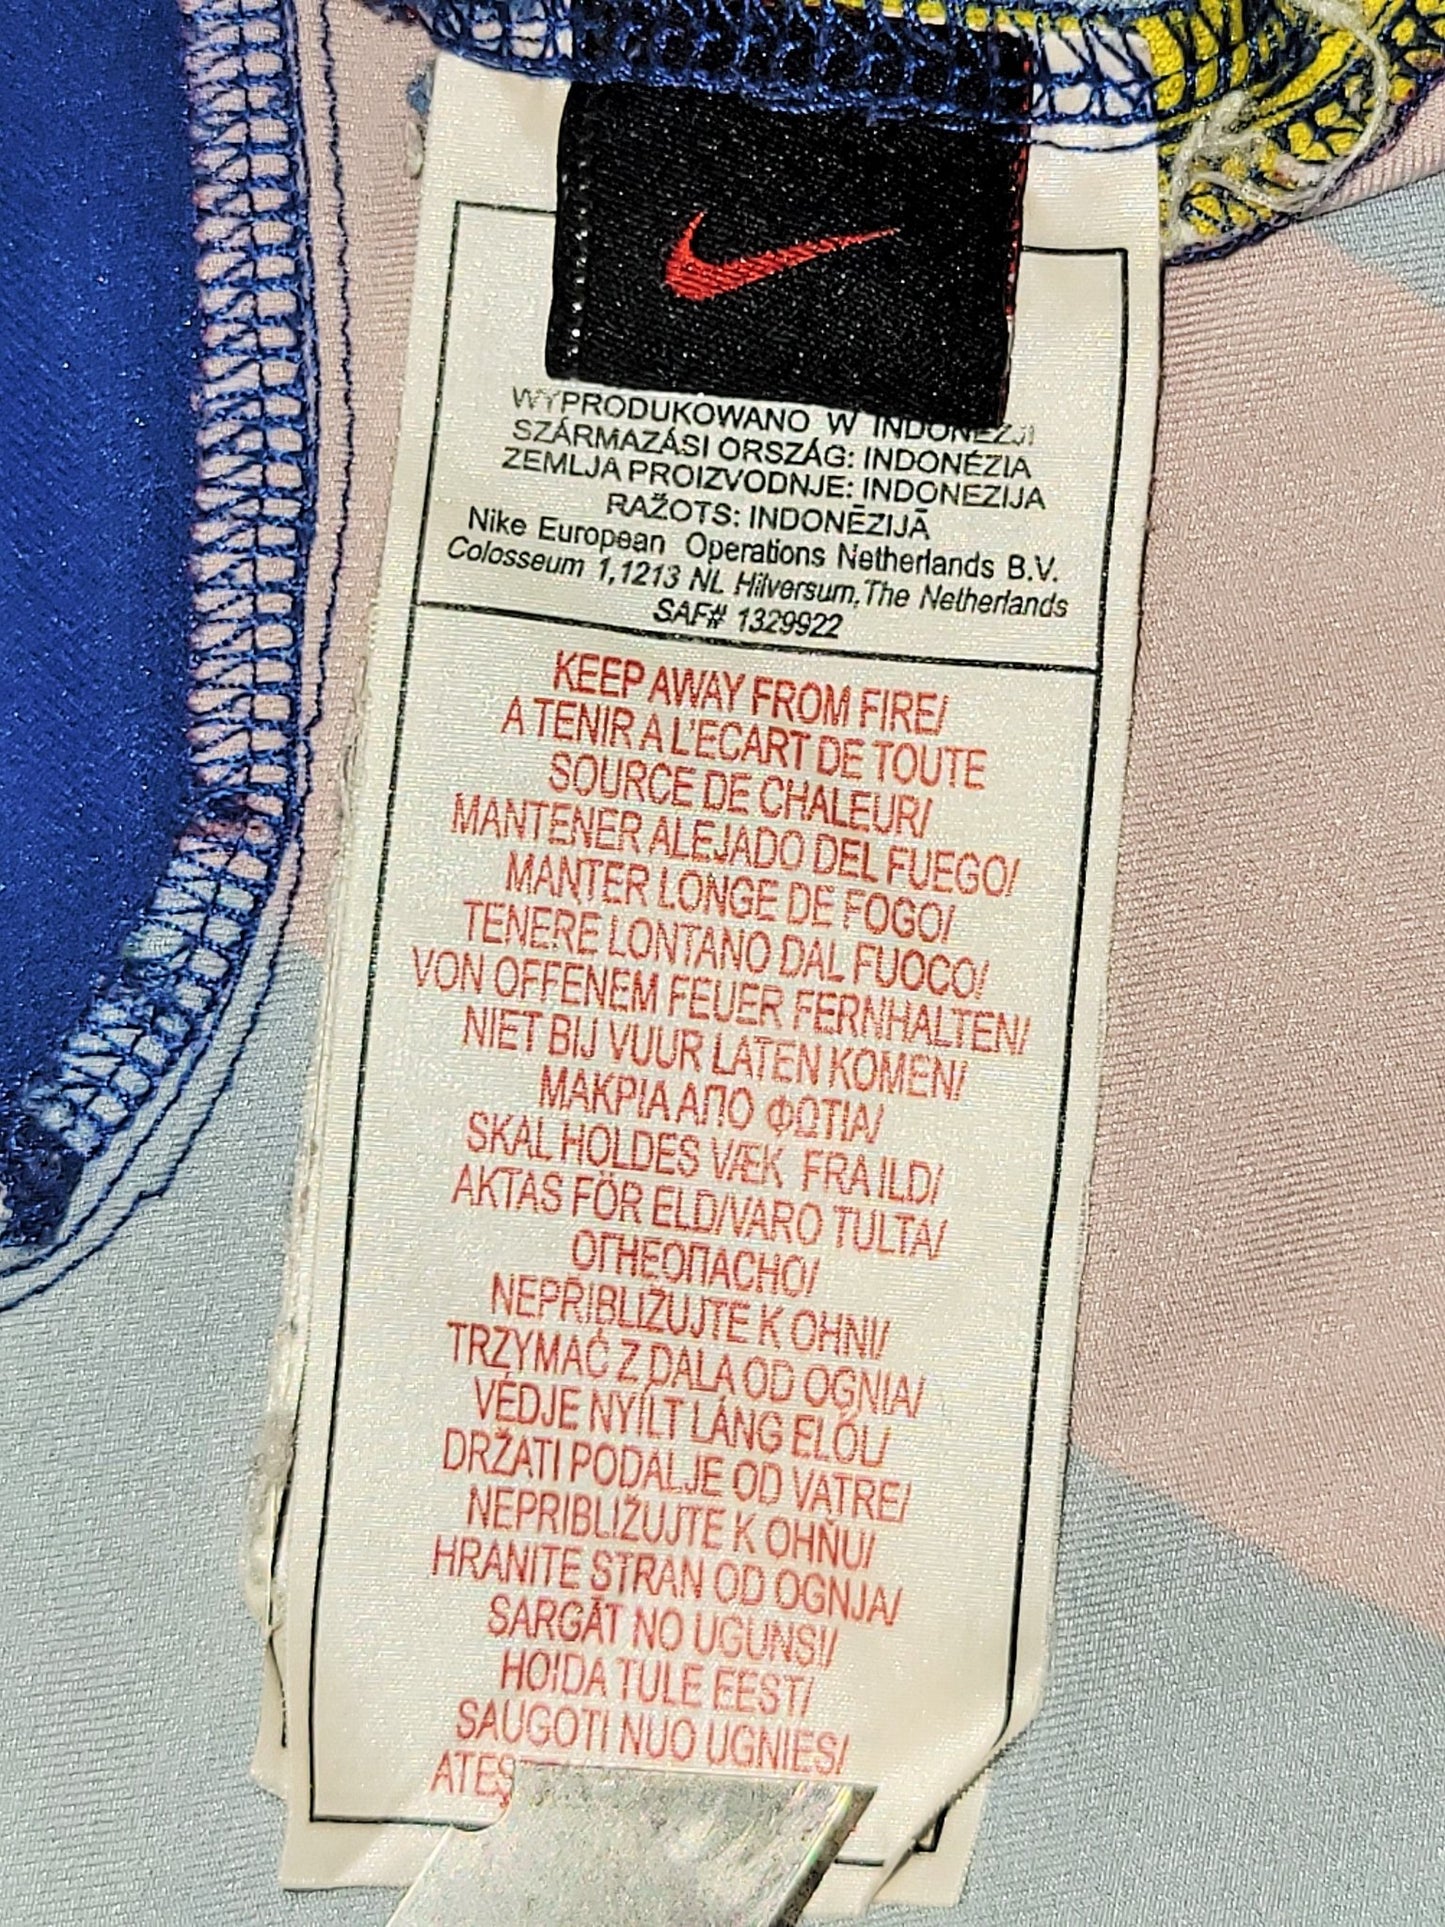 WYPRODUKOWANO W INDONEZJI
SZÁRMAZÁSI ORSZÁG: INDONÉZIA
ZEMLJA PROIZVODNJE: INDONEZIJA
RAŽOTS: INDONĒZIJĀ
Nike European Operations Netherlands B.V.
Colosseum 1,1213 NL Hilversum, The Netherlands
SAF# 1329922
KEEP AWAY FROM FIRE/
A TENIR A L'ECART DE TOUTE
SOURCE DE CHALEUR/
MANTENER ALEJADO DEL FUEGO/
MANTER LONGE DE FOGO/
TENERE LONTANO DAL FUOCO/
VON OFFENEM FEUER FERNHALTEN/
NIET BIJ VUUR LATEN KOMEN/
ΜΑΚΡΙΑ ΑΠΟ ΦΩΤΙΑ/
SKAL HOLDES VÆK FRA ILD/
AKTAS FÖR ELD/VARO TULTA/
ОГНЕОПАСНО/
NEPŘIBLIŽUJTE K OHNI/
TRZYMAĆ Z DALA OD OGNIA/
VÉDJE NYÍLT LÁNG ELŐL/
DRŽATI PODALJE OD VATRE/
NEPRIBLIŽUJTE K OHŇU/
HRANITE STRAN OD OGNJA/
SARGĀT NO UGUNS!/
HOIDA TULE EEST/
SAUGOTI NUO UGNIES/
ATEŞ